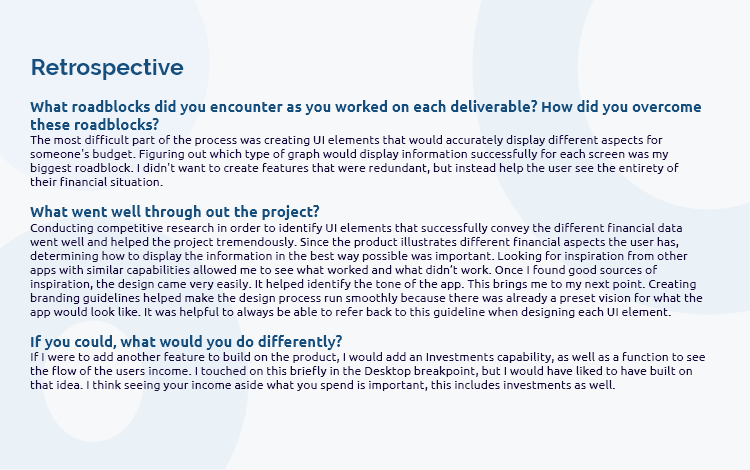 Retrospective
What roadblocks did you encounter as you worked on each deliverable? How did you overcome
these roadblocks?
The most difficult part of the process was creating UI elements that would accurately display different aspects for
someone's budget. Figuring out which type of graph would display information successfully for each screen was my
biggest roadblock. I didn't want to create features that were redundant, but instead help the user see the entirety of
their financial situation.
What went well through out the project?
Conducting competitive research in order to identify UI elements that successfully convey the different financial data
went well and helped the project tremendously. Since the product illustrates different financial aspects the user has,
determining how to display the information in the best way possible was important. Looking for inspiration from other
apps with similar capabilities allowed me to see what worked and what didn't work. Once I found good sources of
inspiration, the design came very easily. It helped identify the tone of the app. This brings me to my next point. Creating
branding guidelines helped make the design process run smoothly because there was already a preset vision for what the
app would look like. It was helpful to always be able to refer back to this guideline when designing each UI element.
If you could, what would you do differently?
If I were to add another feature to build on the product, I would add an Investments capability, as well as a function to see
the flow of the users income. I touched on this briefly in the Desktop breakpoint, but I would have liked to have built on
that idea. I think seeing your income aside what you spend is important, this includes investments as well.